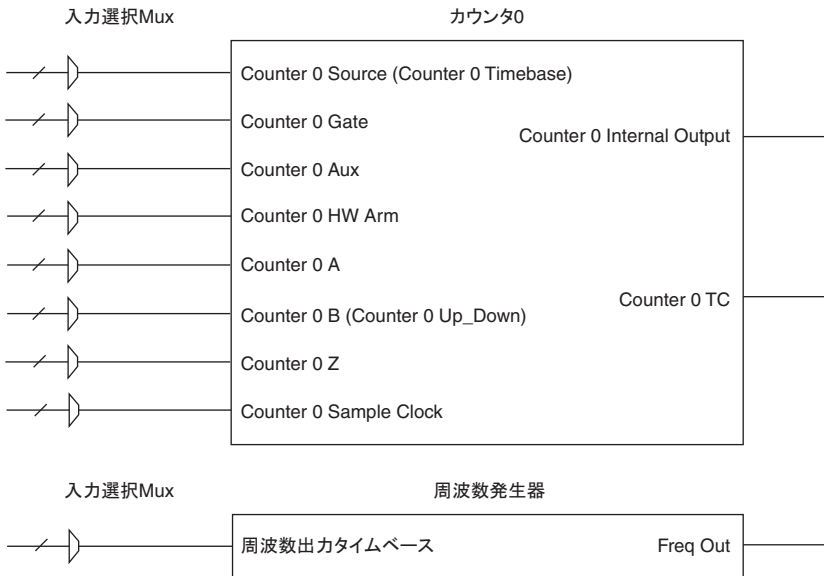 入力選択Mux
カウンタ0
Counter 0 Source (Counter 0 Timebase)
Counter 0 Gate
Counter 0 Internal Output
Counter 0 Aux
Counter 0 HW Arm
Counter 0 A
Counter 0 TC
Counter 0 B (Counter 0 Up_Down)
Counter 0 Z
Counter 0 Sample Clock
入力選択Mux
周波数発生器
周波数出力タイムベース
Freq Out